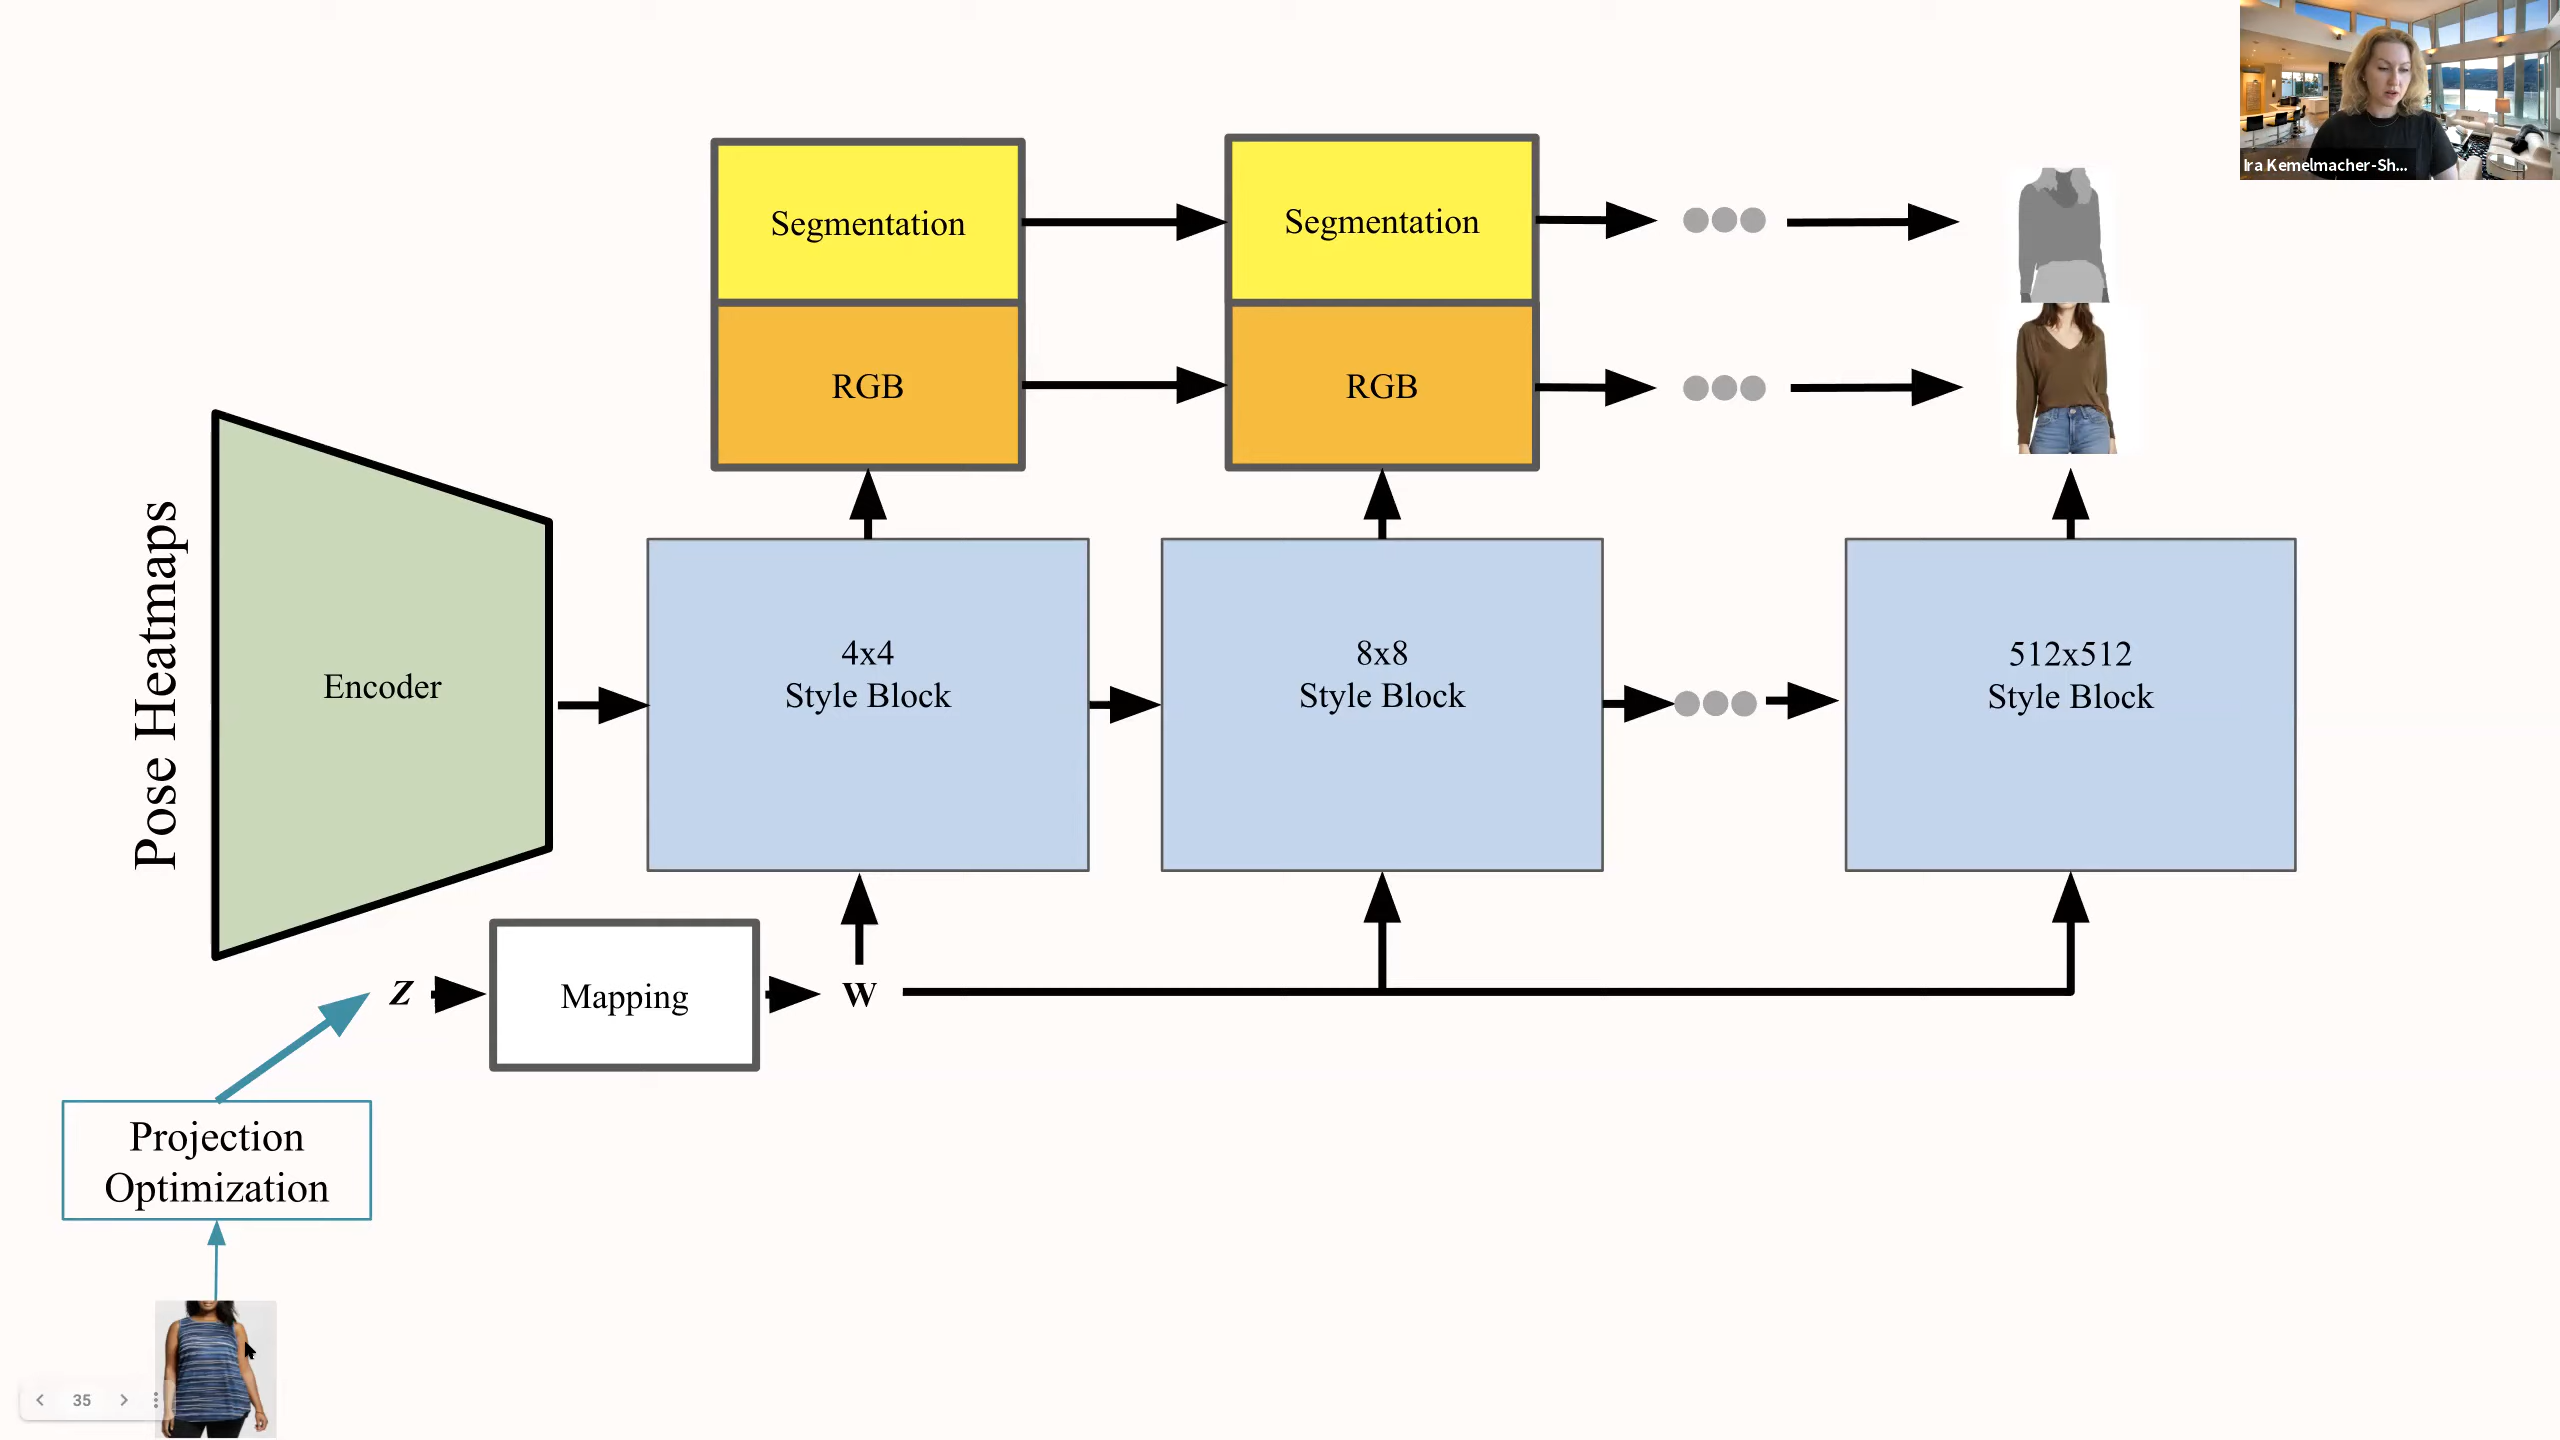 Ira Kemelmacher-Sh...
Segmentation
Segmentation
RGB
RGB
Pose Heatmaps
Encoder
4x4
Style Block
8x8
Style Block
512x512
Style Block
z
Mapping
w
Projection
Optimization
35